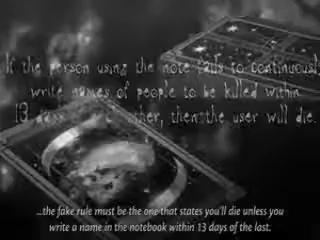 If the person using the note fails to continuously
write names of people to be killed within
13 days of each other, then the user will die.
...the fake rule must be the one that states you'll die unless you
write a name in the notebook within 13 days of the last.